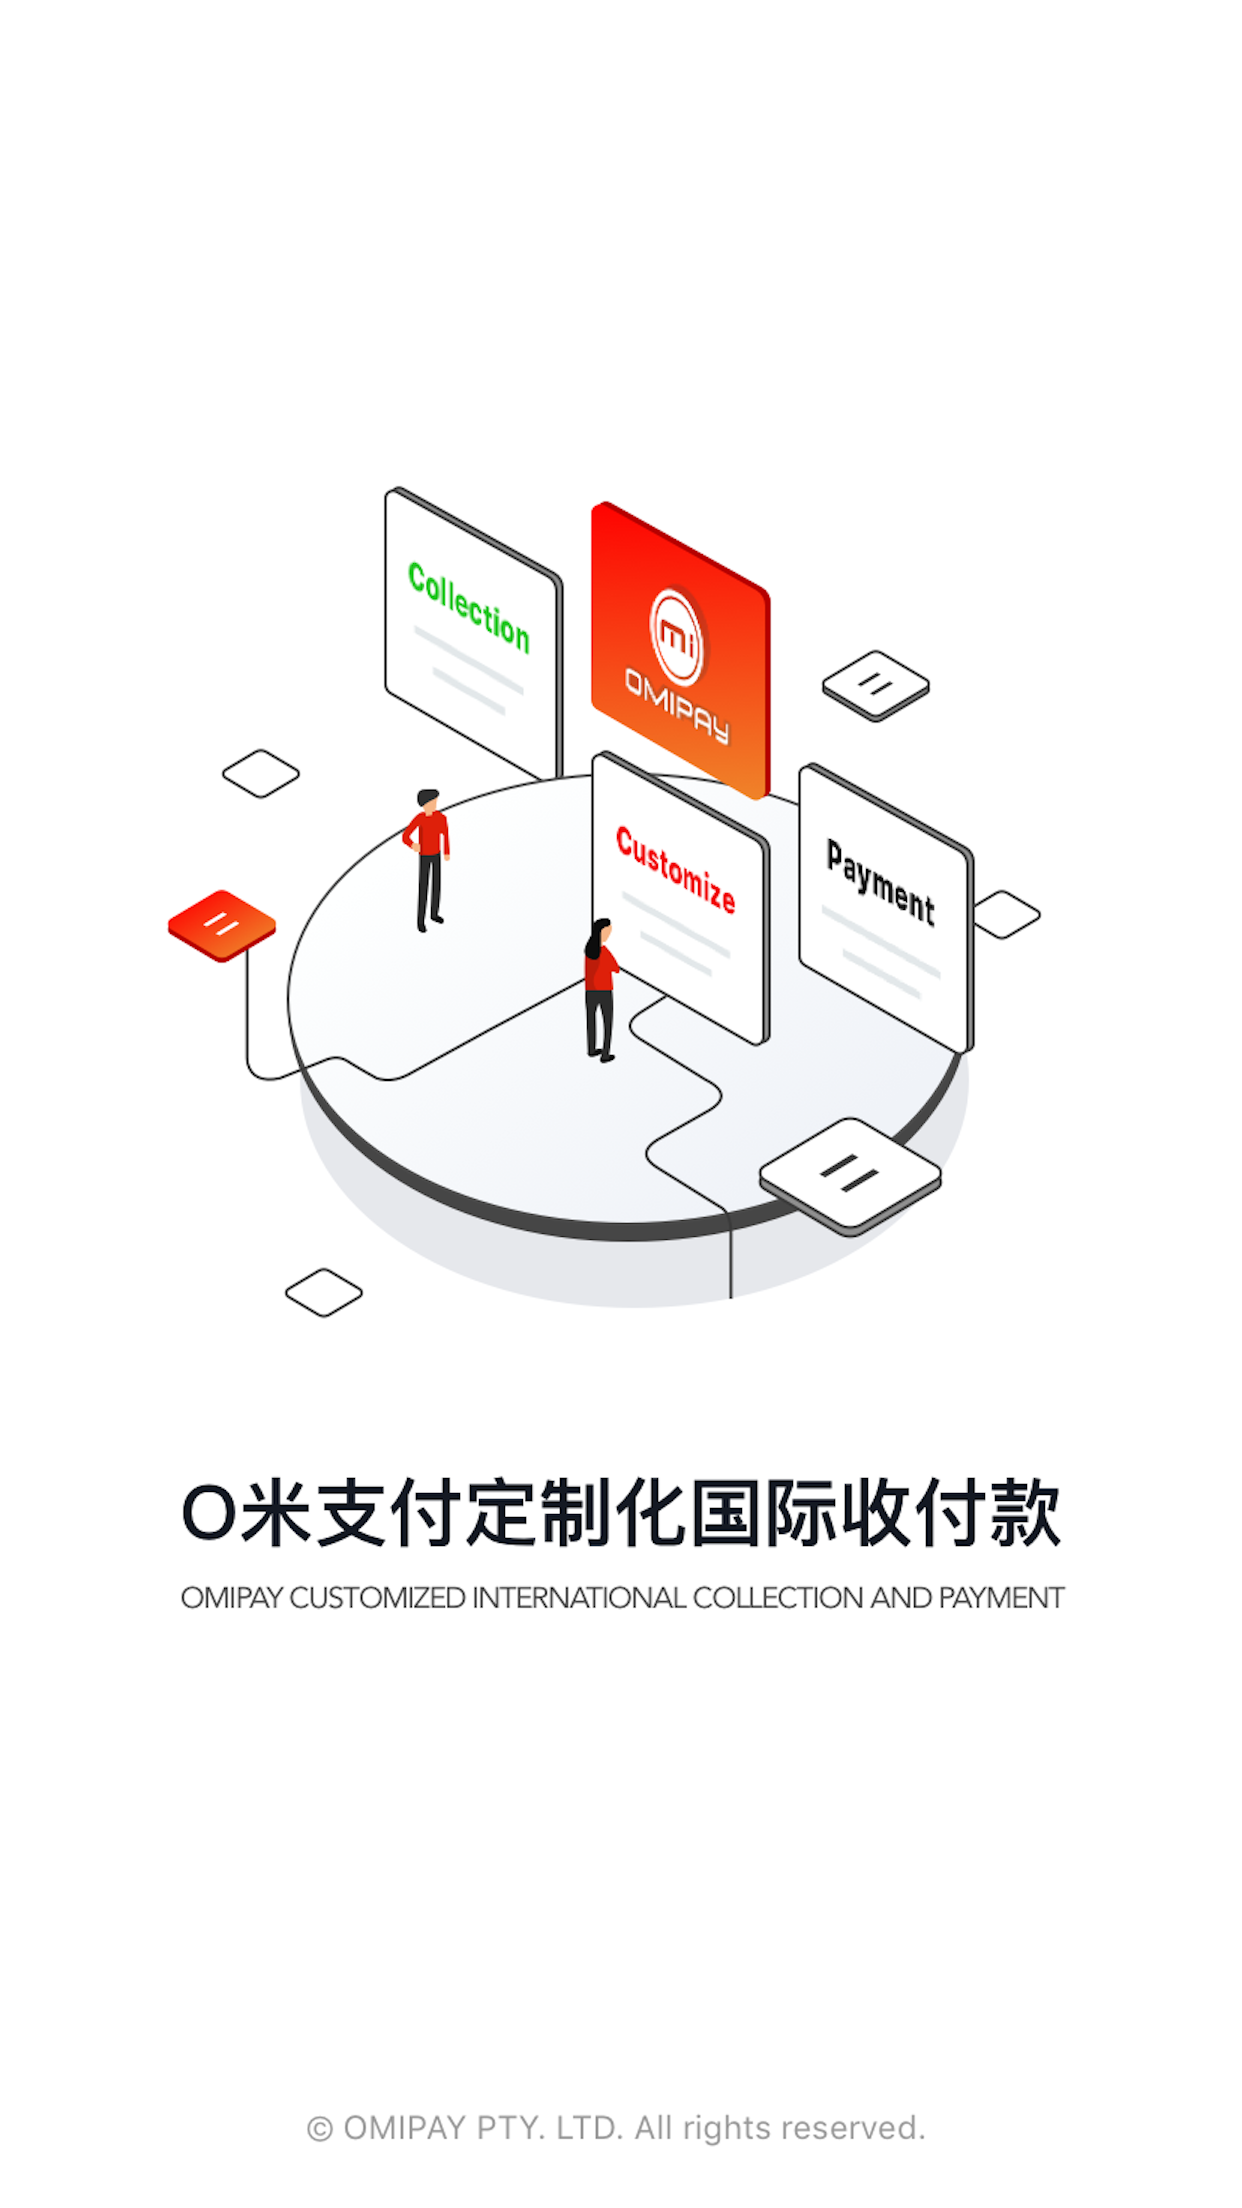 Collection
mi
OMIPAY
Customize
Payment
O米支付定制化国际收付款
OMIPAY CUSTOMIZED INTERNATIONAL COLLECTION AND PAYMENT
© OMIPAY PTY. LTD. All rights reserved.